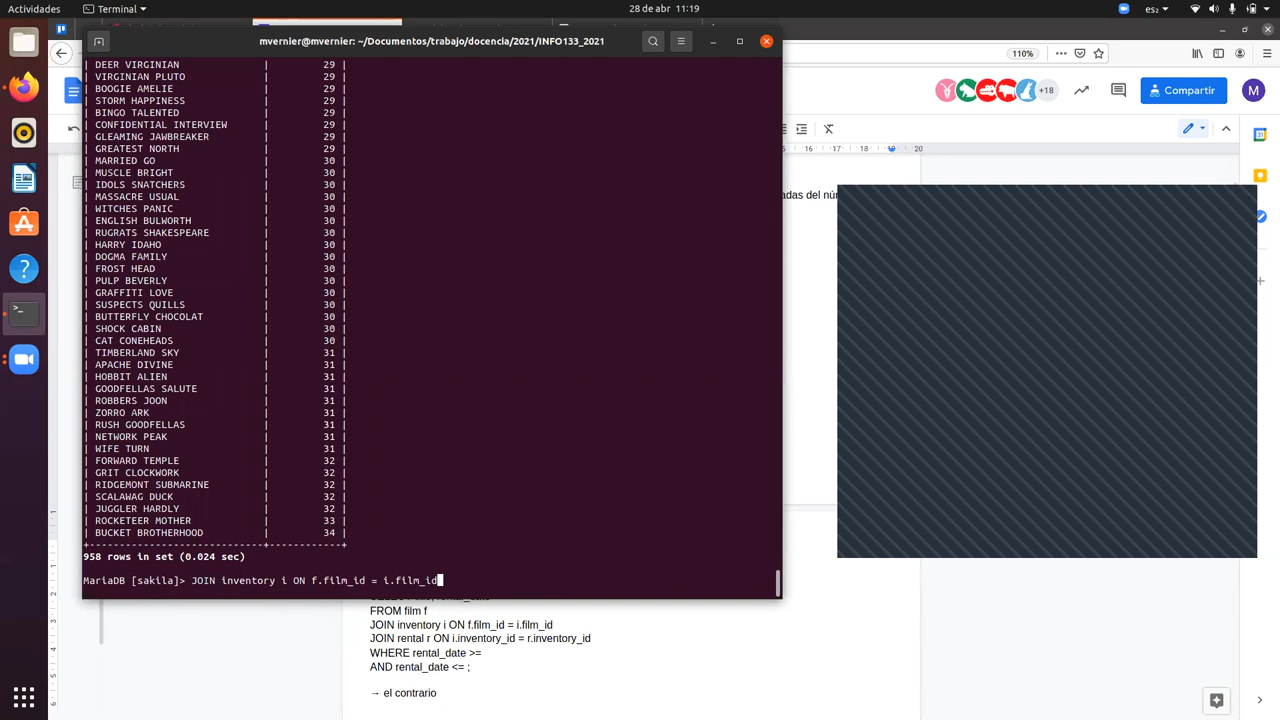 Actividades
Terminal
28 de abr 11:19
es₂
mvernier@mvernier: ~/Documentos/trabajo/docencia/2021/INFO133_2021
110%
+18
Compartir
M
15 16 17 18 19 20
| DEER VIRGINIAN | 29 |
| VIRGINIAN PLUTO | 29 |
| BOOGIE AMELIE | 29 |
| STORM HAPPINESS | 29 |
| BINGO TALENTED | 29 |
| CONFIDENTIAL INTERVIEW | 29 |
| GLEAMING JAWBREAKER | 29 |
| GREATEST NORTH | 29 |
| MARRIED GO | 30 |
| MUSCLE BRIGHT | 30 |
| IDOLS SNATCHERS | 30 |
| MASSACRE USUAL | 30 |
| WITCHES PANIC | 30 |
| ENGLISH BULWORTH | 30 |
| RUGRATS SHAKESPEARE | 30 |
| HARRY IDAHO | 30 |
| DOGMA FAMILY | 30 |
| FROST HEAD | 30 |
| PULP BEVERLY | 30 |
| GRAFFITI LOVE | 30 |
| SUSPECTS QUILLS | 30 |
| BUTTERFLY CHOCOLAT | 30 |
| SHOCK CABIN | 30 |
| CAT CONEHEADS | 30 |
| TIMBERLAND SKY | 31 |
| APACHE DIVINE | 31 |
| HOBBIT ALIEN | 31 |
| GOODFELLAS SALUTE | 31 |
| ROBBERS JOON | 31 |
| ZORRO ARK | 31 |
| RUSH GOODFELLAS | 31 |
| NETWORK PEAK | 31 |
| WIFE TURN | 31 |
| FORWARD TEMPLE | 32 |
| GRIT CLOCKWORK | 32 |
| RIDGEMONT SUBMARINE | 32 |
| SCALAWAG DUCK | 32 |
| JUGGLER HARDLY | 32 |
| ROCKETEER MOTHER | 33 |
| BUCKET BROTHERHOOD | 34 |
+----------------------------+------------+
958 rows in set (0.024 sec)
MariaDB [sakila]> JOIN inventory i ON f.film_id = i.film_id
FROM film f
JOIN inventory i ON f.film_id = i.film_id
JOIN rental r ON i.inventory_id = r.inventory_id
WHERE rental_date >=
AND rental_date <= ;
→ el contrario